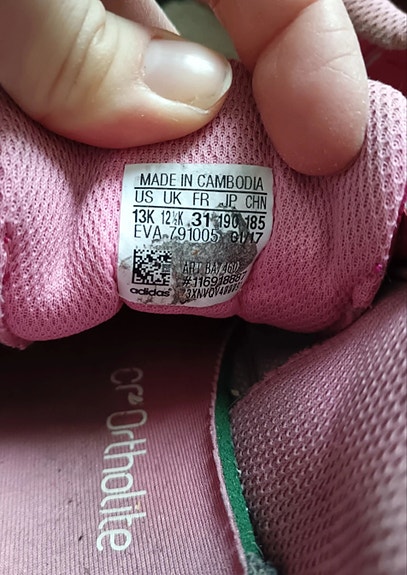 MADE IN CAMBODIA
US UK FR JP CHN
13K 12½K 31 190 185
EVA 791005 01/17
ART
adidas
Ortholite